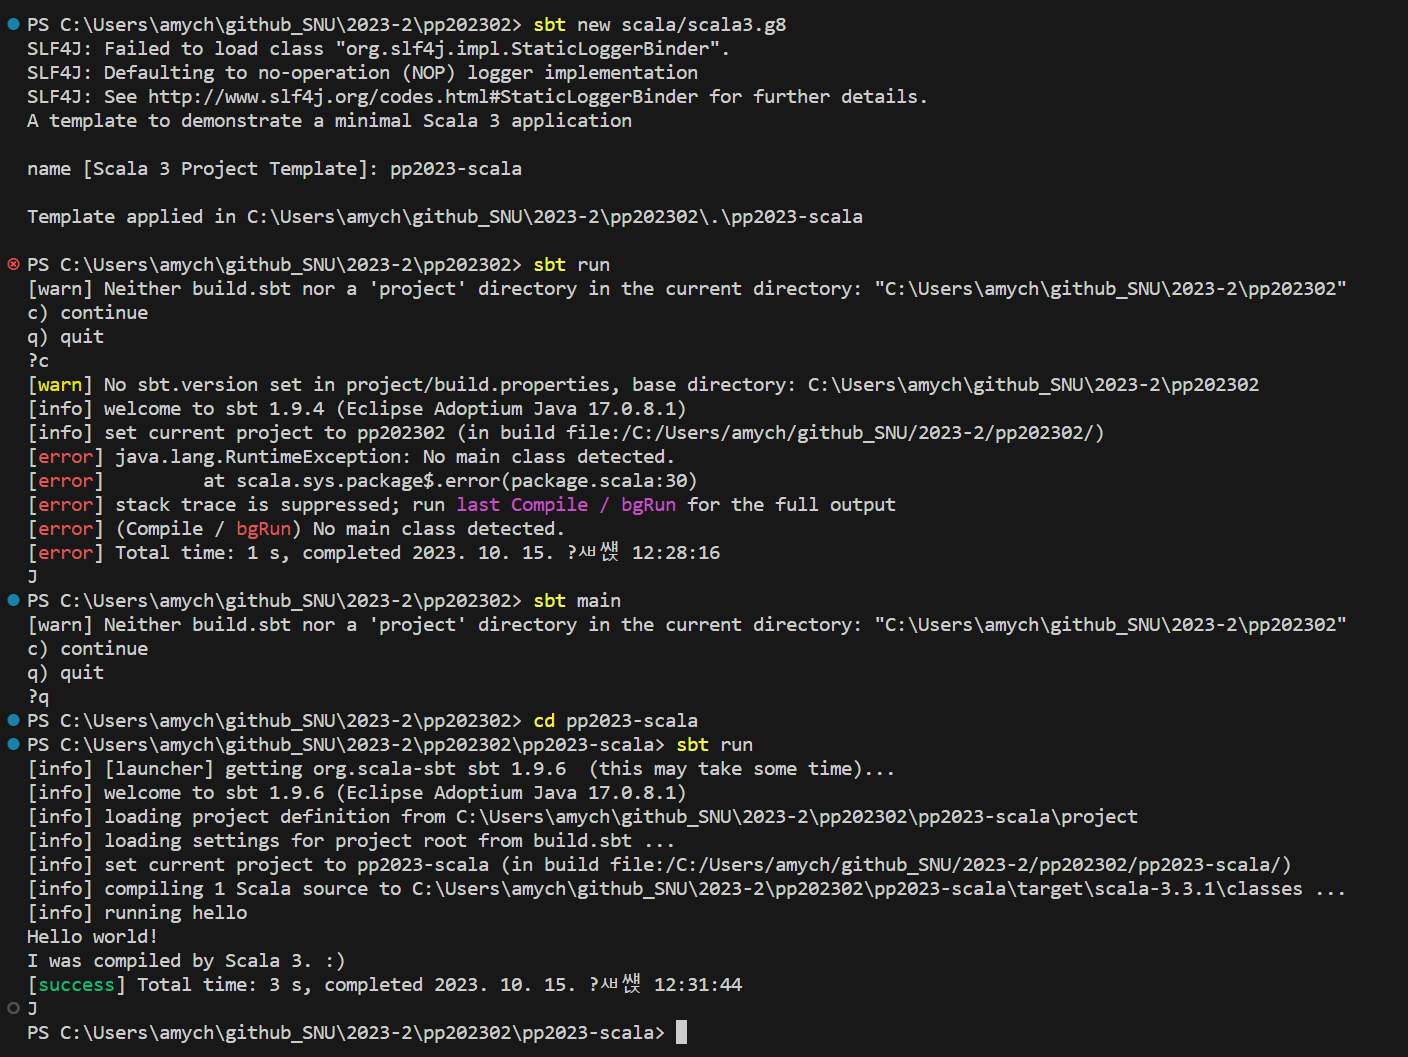 PS C:\Users\amych\github_SNU\2023-2\pp202302> sbt new scala/scala3.g8
SLF4J: Failed to load class "org.slf4j.impl.StaticLoggerBinder".
SLF4J: Defaulting to no-operation (NOP) logger implementation
SLF4J: See http://www.slf4j.org/codes.html#StaticLoggerBinder for further details.
A template to demonstrate a minimal Scala 3 application
name [Scala 3 Project Template]: pp2023-scala
Template applied in C:\Users\amych\github_SNU\2023-2\pp202302\.\pp2023-scala
PS C:\Users\amych\github_SNU\2023-2\pp202302> sbt run
[warn] Neither build.sbt nor a 'project' directory in the current directory: "C:\Users\amych\github_SNU\2023-2\pp202302"
c) continue
q) quit
?c
[warn] No sbt.version set in project/build.properties, base directory: C:\Users\amych\github_SNU\2023-2\pp202302
[info] welcome to sbt 1.9.4 (Eclipse Adoptium Java 17.0.8.1)
[info] set current project to pp202302 (in build file:/C:/Users/amych/github_SNU/2023-2/pp202302/)
[error] java.lang.RuntimeException: No main class detected.
[error]         at scala.sys.package$.error(package.scala:30)
[error] stack trace is suppressed; run last Compile / bgRun for the full output
[error] (Compile / bgRun) No main class detected.
[error] Total time: 1 s, completed 2023. 10. 15. 12:28:16
J
PS C:\Users\amych\github_SNU\2023-2\pp202302> sbt main
[warn] Neither build.sbt nor a 'project' directory in the current directory: "C:\Users\amych\github_SNU\2023-2\pp202302"
c) continue
q) quit
?q
PS C:\Users\amych\github_SNU\2023-2\pp202302> cd pp2023-scala
PS C:\Users\amych\github_SNU\2023-2\pp202302\pp2023-scala> sbt run
[info] [launcher] getting org.scala-sbt sbt 1.9.6  (this may take some time)...
[info] welcome to sbt 1.9.6 (Eclipse Adoptium Java 17.0.8.1)
[info] loading project definition from C:\Users\amych\github_SNU\2023-2\pp202302\pp2023-scala\project
[info] loading settings for project root from build.sbt ...
[info] set current project to pp2023-scala (in build file:/C:/Users/amych/github_SNU/2023-2/pp202302/pp2023-scala/)
[info] compiling 1 Scala source to C:\Users\amych\github_SNU\2023-2\pp202302\pp2023-scala\target\scala-3.3.1\classes ...
[info] running hello
Hello world!
I was compiled by Scala 3. :)
[success] Total time: 3 s, completed 2023. 10. 15. 12:31:44
J
PS C:\Users\amych\github_SNU\2023-2\pp202302\pp2023-scala>